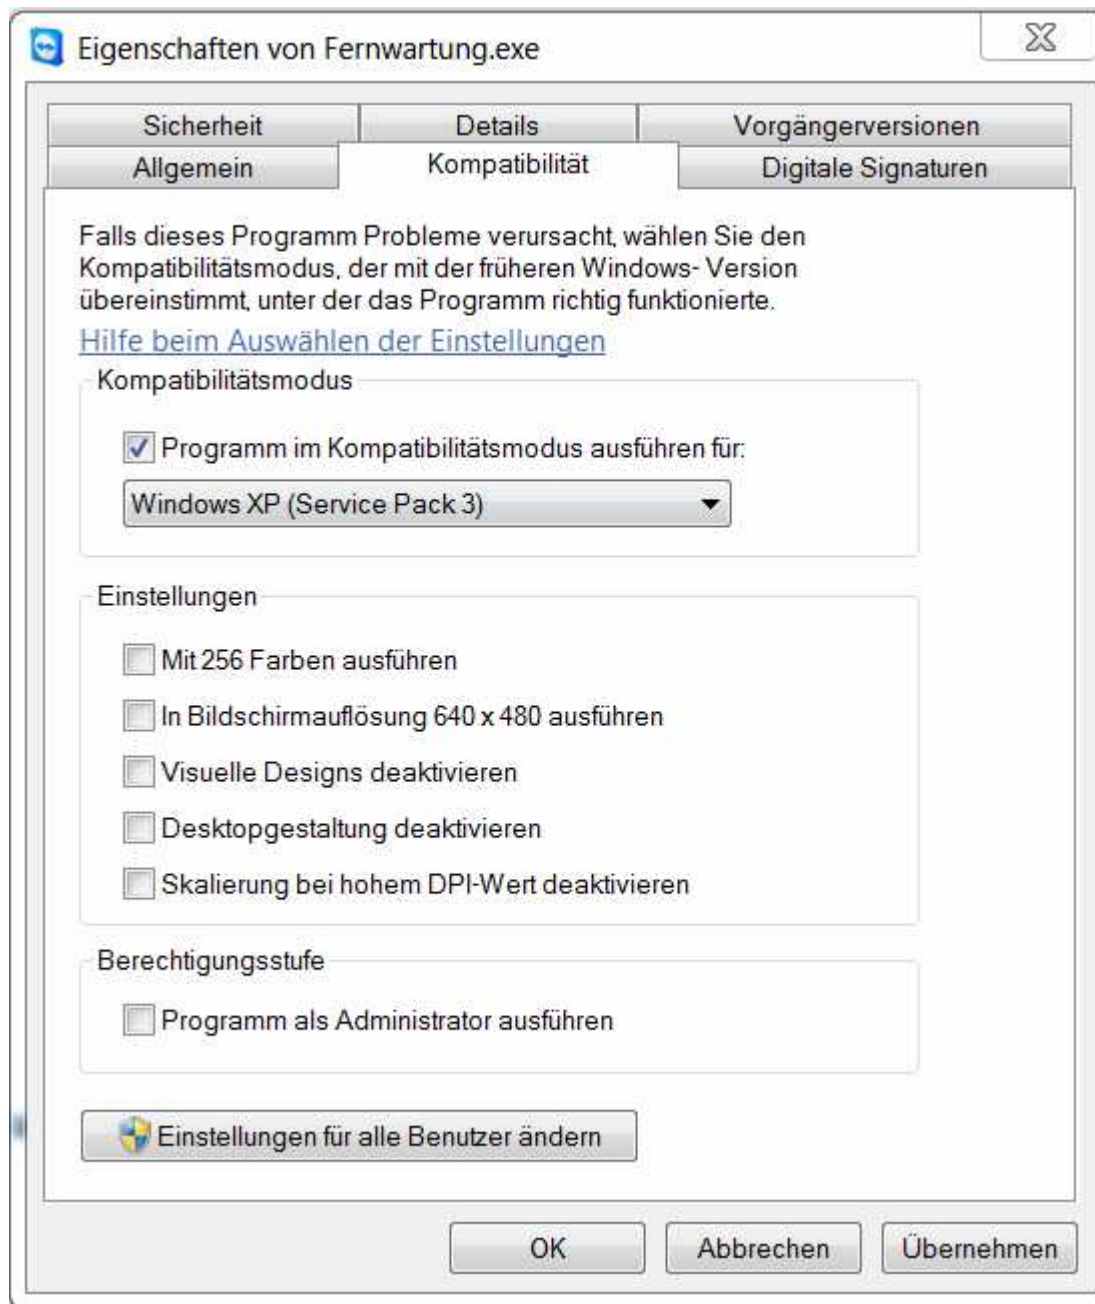 Eigenschaften von Fernwartung.exe
Sicherheit
Details
Vorgängerversionen
Allgemein
Kompatibilität
Digitale Signaturen
Falls dieses Programm Probleme verursacht, wählen Sie den
Kompatibilitätsmodus, der mit der früheren Windows- Version
übereinstimmt, unter der das Programm richtig funktionierte.
Hilfe beim Auswählen der Einstellungen
Kompatibilitätsmodus
Programm im Kompatibilitätsmodus ausführen für:
Windows XP (Service Pack 3)
Einstellungen
Mit 256 Farben ausführen
In Bildschirmauflösung 640 x 480 ausführen
Visuelle Designs deaktivieren
Desktopgestaltung deaktivieren
Skalierung bei hohem DPI-Wert deaktivieren
Berechtigungsstufe
Programm als Administrator ausführen
Einstellungen für alle Benutzer ändern
OK
Abbrechen
Übernehmen